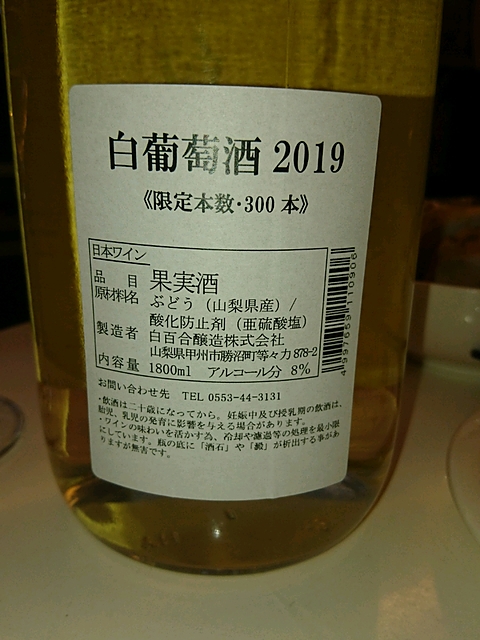 白葡萄酒 2019
《限定本数・300 本》
日本ワイン
品目 果実酒
原材料名 ぶどう（山梨県産）/
酸化防止剤（亜硫酸塩）
製造者 白百合醸造株式会社
山梨県甲州市勝沼町等々力 878-2
内容量 1800ml アルコール分 8%
4997659110906
お問い合わせ先 TEL 0553-44-3131
・飲酒は二十歳になってから。妊娠中及び授乳期の飲酒は、
胎児、乳児の発育に影響を与える場合があります。
・ワインの味わいを活かす為、冷却や濾過等の処理を最小限
にしています。瓶の底に「酒石」や「澱」が折出する事があ
りますが無害です。